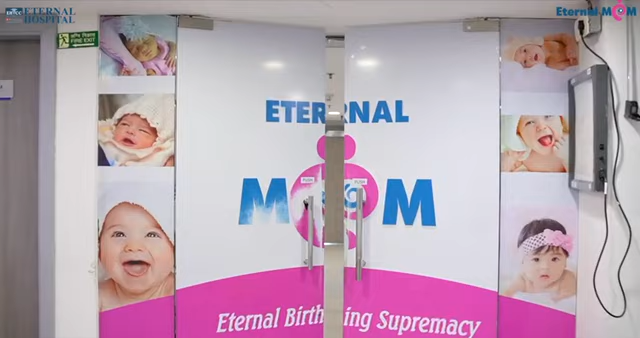 ETERNAL
HOSPITAL
Eternal MOM
FIRE EXIT
ETERNAL
MOM
PUSH
PUSH
Eternal Birthing Supremacy